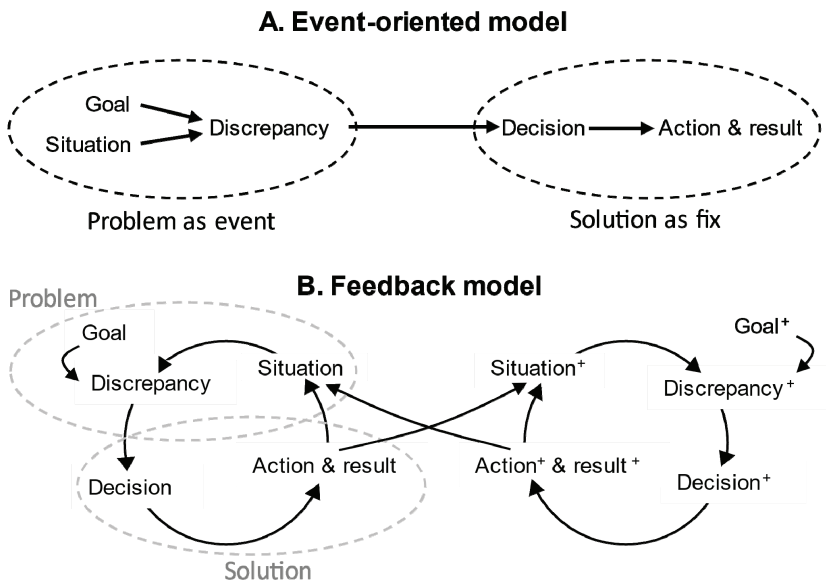 A. Event-oriented model
Goal
Situation
Discrepancy
Decision
Action & result
Problem as event
Solution as fix
B. Feedback model
Problem
Goal
Discrepancy
Situation
Decision
Action & result
Solution
Situation⁺
Goal⁺
Discrepancy⁺
Action⁺ & result⁺
Decision⁺